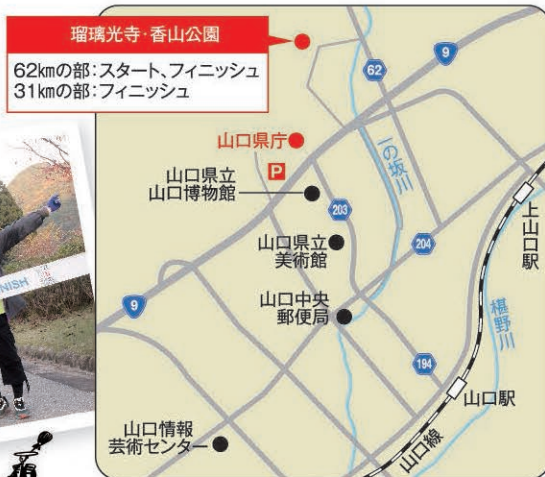 瑠璃光寺・香山公園
62kmの部：スタート、フィニッシュ
31kmの部：フィニッシュ
9
62
山口県庁
P
一の坂川
山口県立
山口博物館
203
山口県立
美術館
204
上山口駅
NISH
9
山口中央
郵便局
椹野川
194
山口駅
山口情報
芸術センター
山口線